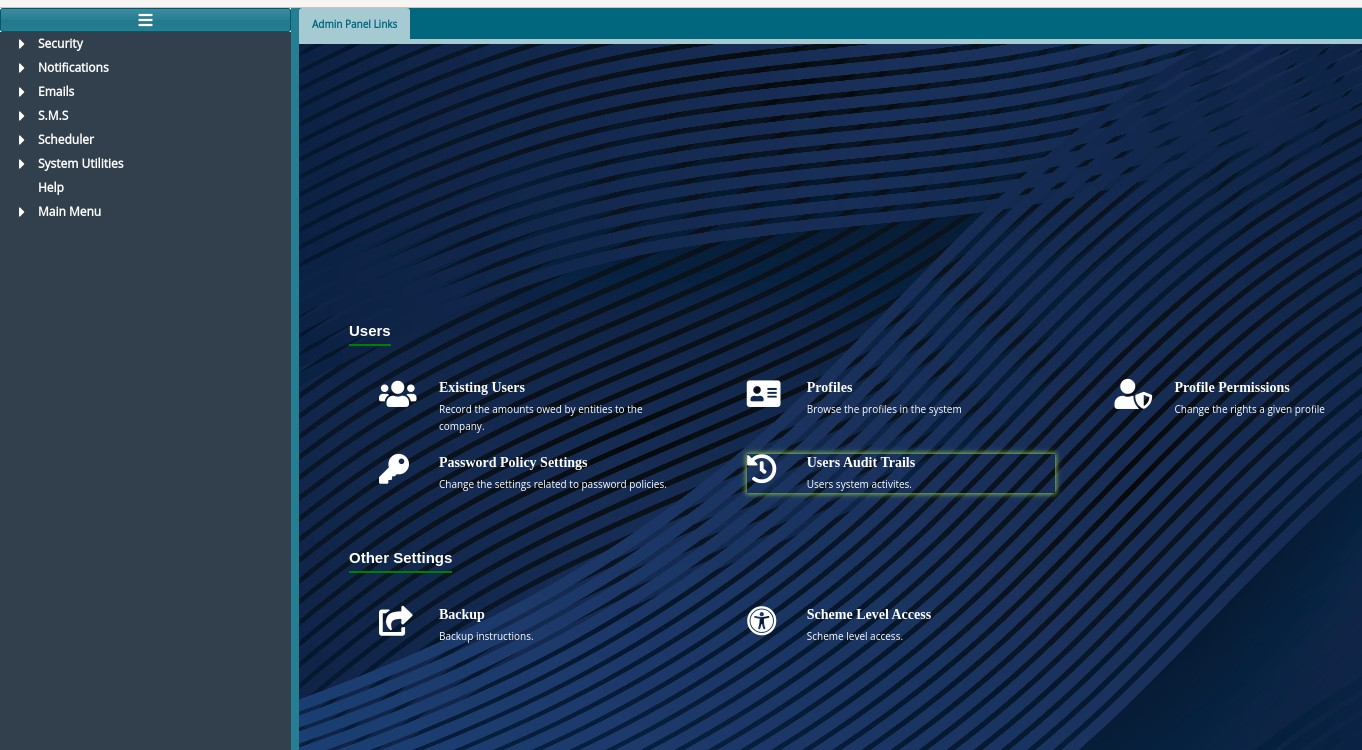 Admin Panel Links
Security
Notifications
Emails
S.M.S
Scheduler
System Utilities
Help
Main Menu
Users
Existing Users
Record the amounts owed by entities to the
company.
Profiles
Browse the profiles in the system
Profile Permissions
Change the rights a given profile
Password Policy Settings
Change the settings related to password policies.
Users Audit Trails
Users system activites.
Other Settings
Backup
Backup instructions.
Scheme Level Access
Scheme level access.